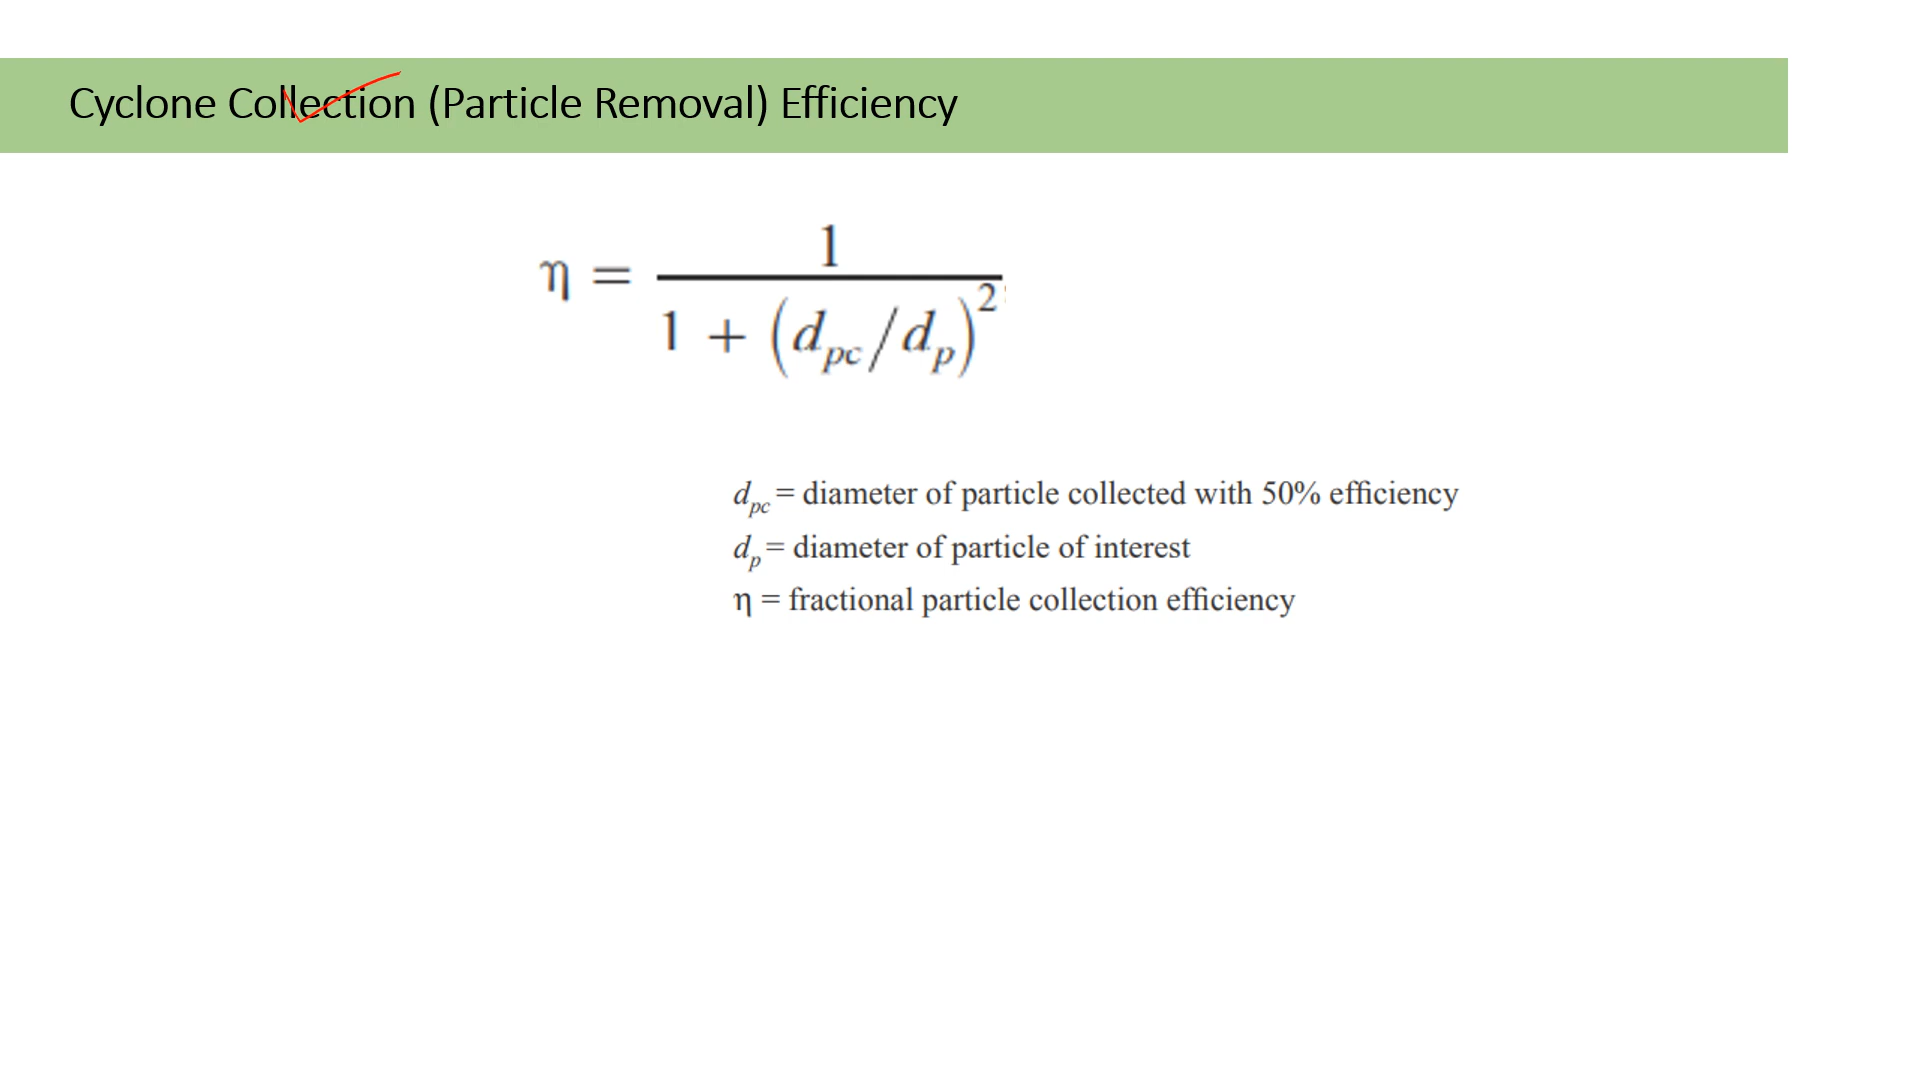 Cyclone Collection (Particle Removal) Efficiency
η = 1 / (1 + (d_pc/d_p)^2)
d_pc = diameter of particle collected with 50% efficiency
d_p = diameter of particle of interest
η = fractional particle collection efficiency